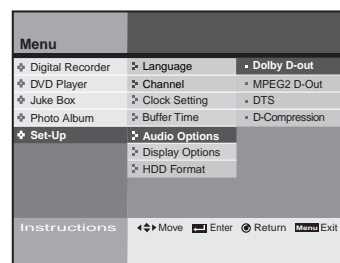 Menu
Digital Recorder
DVD Player
Juke Box
Photo Album
Set-Up
Language
Channel
Clock Setting
Buffer Time
Audio Options
Display Options
HDD Format
Dolby D-out
MPEG2 D-Out
DTS
D-Compression
Instructions
Move Enter Return Menu Exit